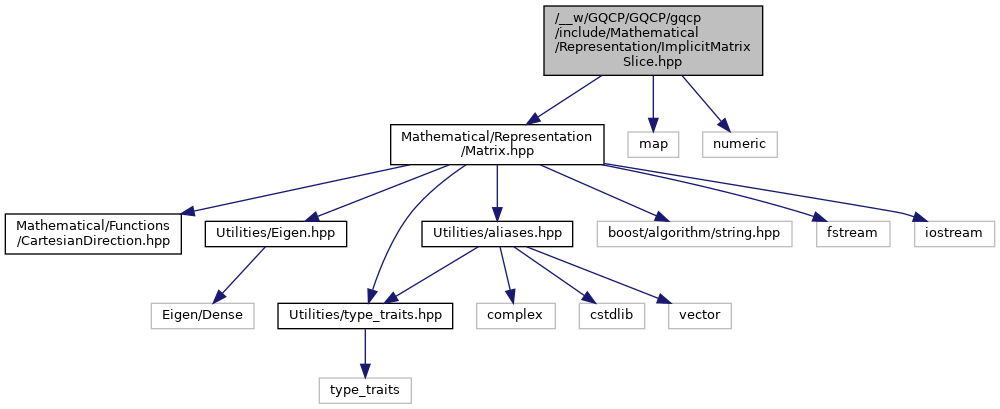 /__w/GQCP/GQCP/gqcp
/include/Mathematical
/Representation/ImplicitMatrix
Slice.hpp
Mathematical/Representation
/Matrix.hpp
map
numeric
Mathematical/Functions
/CartesianDirection.hpp
Utilities/Eigen.hpp
Utilities/aliases.hpp
boost/algorithm/string.hpp
fstream
iostream
Eigen/Dense
Utilities/type_traits.hpp
complex
cstdlib
vector
type_traits